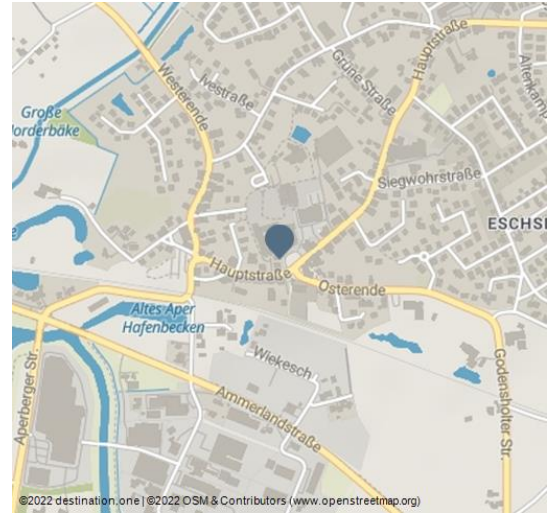 Hauptstraße
Grüne Straße
Altenkamp
Ivestraße
Westerende
Große
Norderbäke
Siegwohrstraße
ESCHS
Hauptstraße
Osterende
Altes Aper
Hafenbecken
Wiekesch
Godensholter Str.
Aperberger Str.
Ammerlandstraße
©2022 destination.one | ©2022 OSM & Contributors (www.openstreetmap.org)